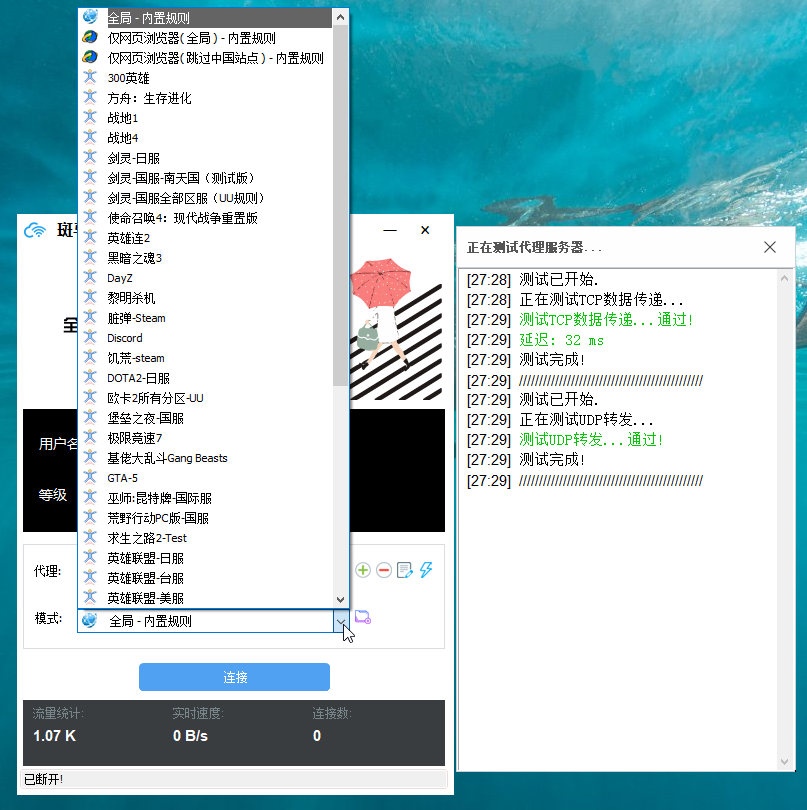 全局 - 内置规则
仅网页浏览器( 全局 ) - 内置规则
仅网页浏览器( 跳过中国站点 ) - 内置规则
300英雄
方舟：生存进化
战地1
战地4
剑灵-日服
剑灵-国服-南天国（测试版）
剑灵-国服全部区服（UU规则）
使命召唤4：现代战争重置版
英雄连2
黑暗之魂3
DayZ
黎明杀机
脏弹-Steam
Discord
饥荒-steam
DOTA2-日服
欧卡2所有分区-UU
堡垒之夜-国服
极限竞速7
基佬大乱斗Gang Beasts
GTA-5
巫师:昆特牌-国际服
荒野行动PC版-国服
求生之路2-Test
英雄联盟-日服
英雄联盟-台服
英雄联盟-美服
用户名
等级
代理:
模式:
全局 - 内置规则
连接
流量统计:
实时速度:
连接数:
1.07 K
0 B/s
0
已断开!
正在测试代理服务器...
[27:28] 测试已开始.
[27:28] 正在测试TCP数据传递...
[27:29] 测试TCP数据传递...通过!
[27:29] 延迟: 32 ms
[27:29] 测试完成!
[27:29] //////////////////////////////////////////////
[27:29] 测试已开始.
[27:29] 正在测试UDP转发...
[27:29] 测试UDP转发...通过!
[27:29] 测试完成!
[27:29] //////////////////////////////////////////////